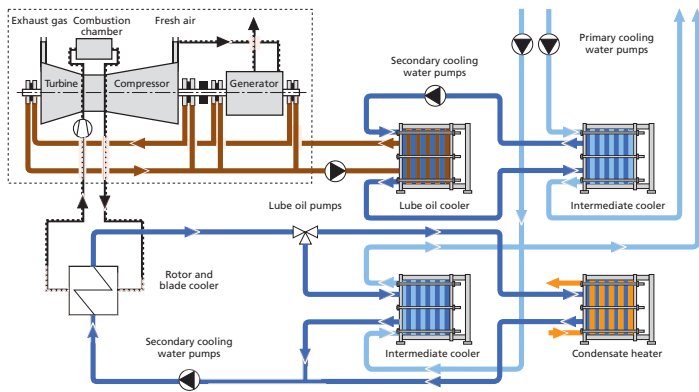 Exhaust gas
Combustion
chamber
Fresh air
Primary cooling
water pumps
Secondary cooling
water pumps
Turbine
Compressor
Generator
Lube oil pumps
Lube oil cooler
Intermediate cooler
Rotor and
blade cooler
Secondary cooling
water pumps
Intermediate cooler
Condensate heater